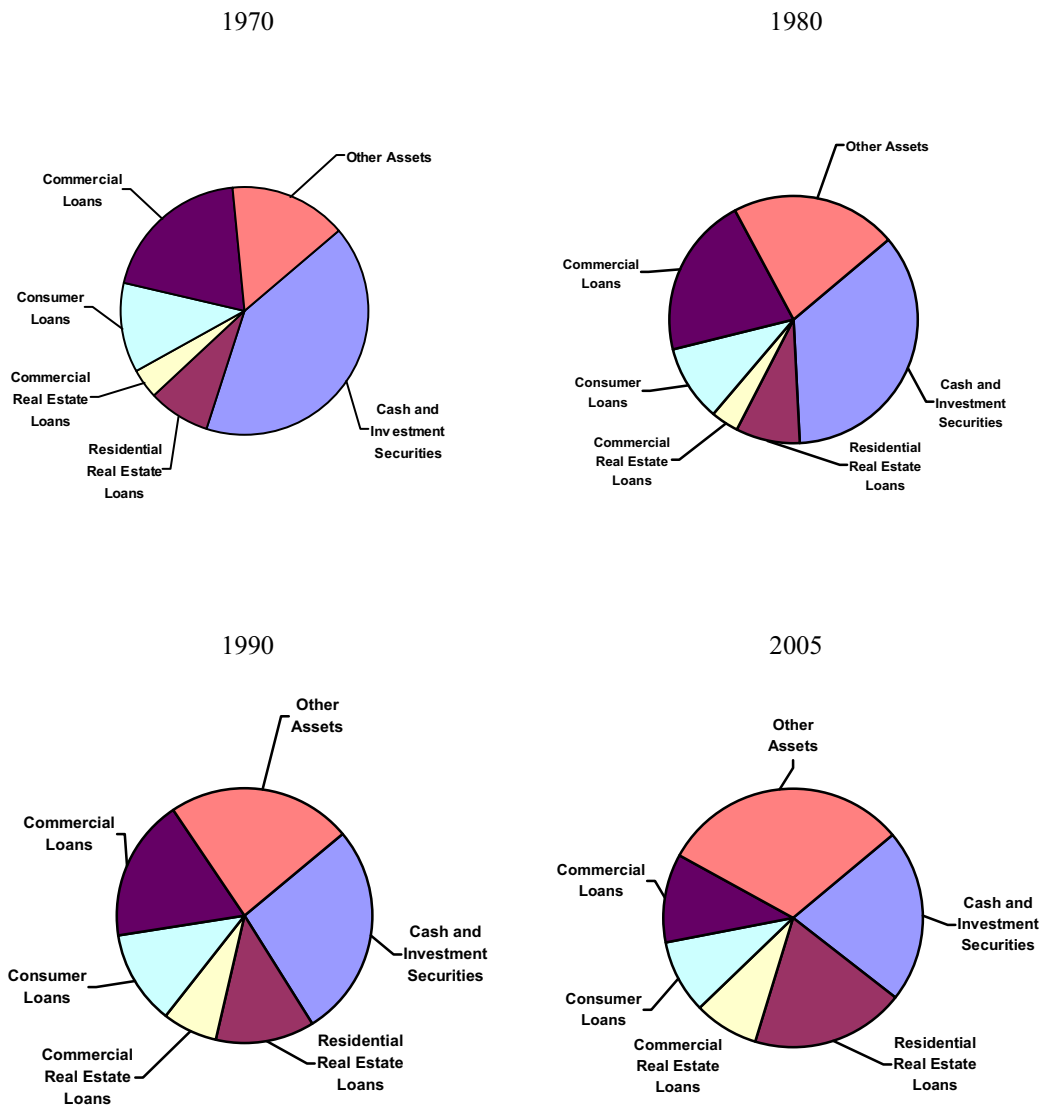 1970
Other Assets
Commercial
Loans
Consumer
Loans
Commercial
Real Estate
Loans
Residential
Real Estate
Loans
Cash and
Investment
Securities
1980
Other Assets
Commercial
Loans
Consumer
Loans
Commercial
Real Estate
Loans
Residential
Real Estate
Loans
Cash and
Investment
Securities
1990
Other
Assets
Commercial
Loans
Consumer
Loans
Commercial
Real Estate
Loans
Residential
Real Estate
Loans
Cash and
Investment
Securities
2005
Other
Assets
Commercial
Loans
Consumer
Loans
Commercial
Real Estate
Loans
Residential
Real Estate
Loans
Cash and
Investment
Securities